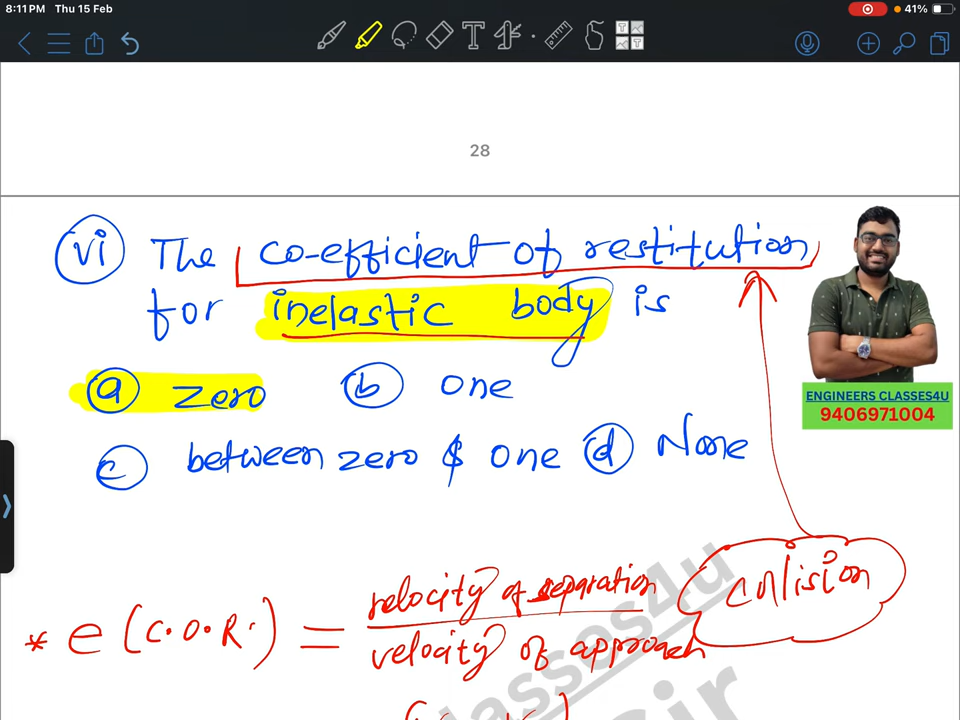 8:11 PM Thu 15 Feb
41%
28
(vi) The co-efficient of restitution
for inelastic body is
(a) zero (b) one
(c) between zero & one (d) None
ENGINEERS CLASSES4U
9406971004
collision
* e (C.O.R.) = velocity of separation
velocity of approach